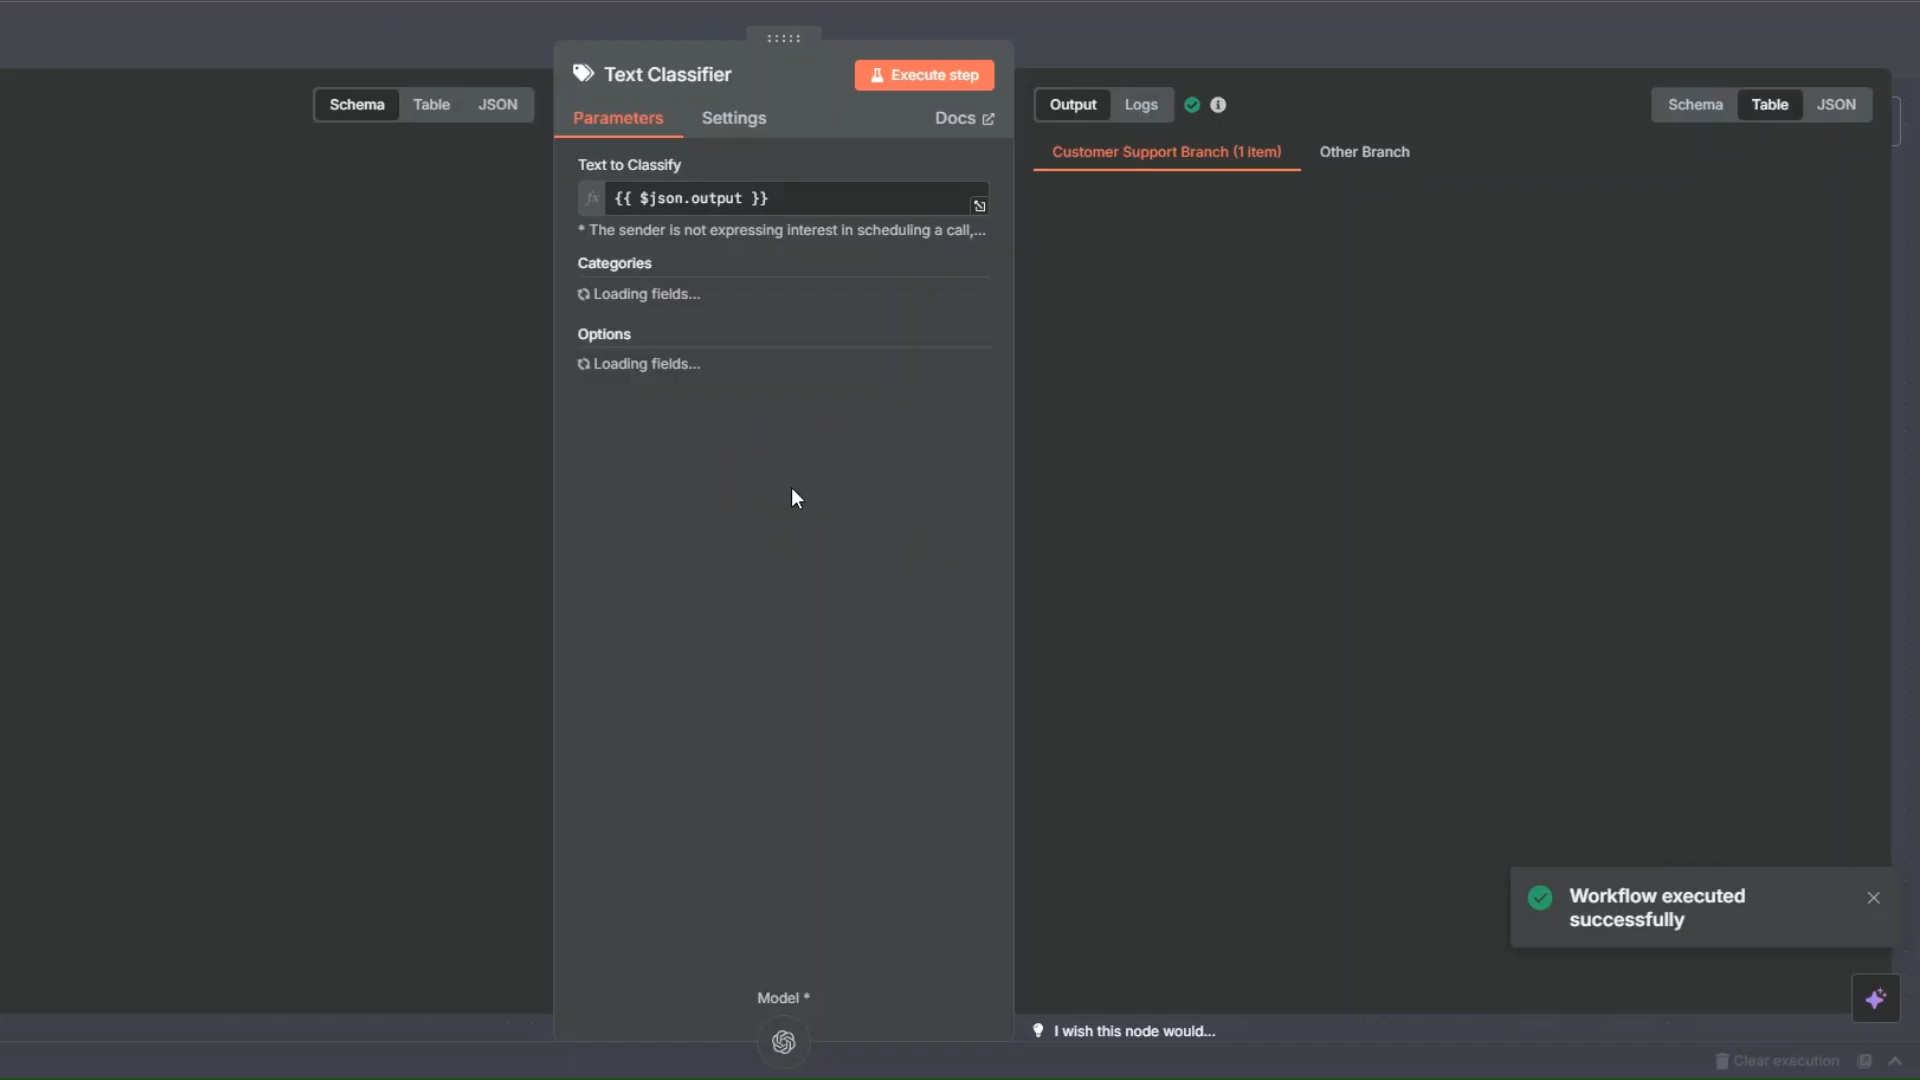 Text Classifier
Execute step
Schema
Table
JSON
Output
Logs
Schema
Table
JSON
Parameters
Settings
Docs
Customer Support Branch (1 item)
Other Branch
Text to Classify
fx
{{ $json.output }}
* The sender is not expressing interest in scheduling a call,...
Categories
Loading fields...
Options
Loading fields...
Workflow executed
successfully
Model *
I wish this node would...
Clear execution